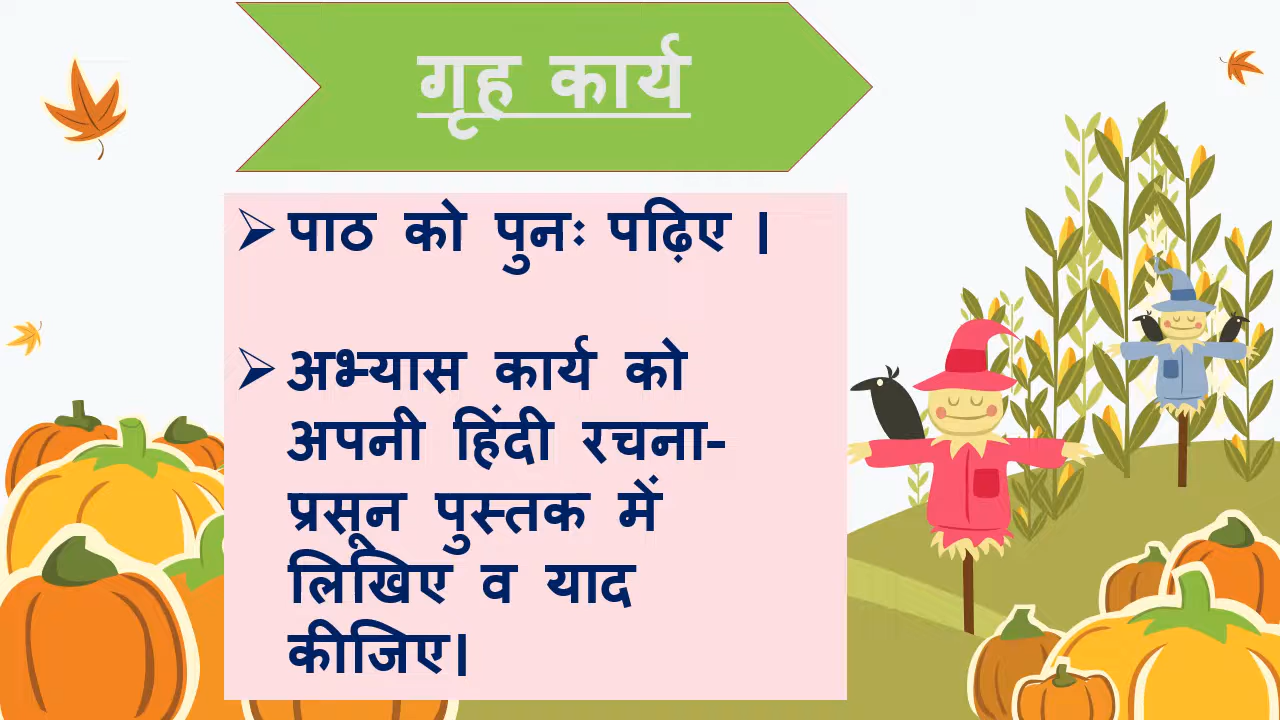 गृह कार्य
➢ पाठ को पुनः पढ़िए ।
➢ अभ्यास कार्य को
अपनी हिंदी रचना-
प्रसून पुस्तक में
लिखिए व याद
कीजिए।